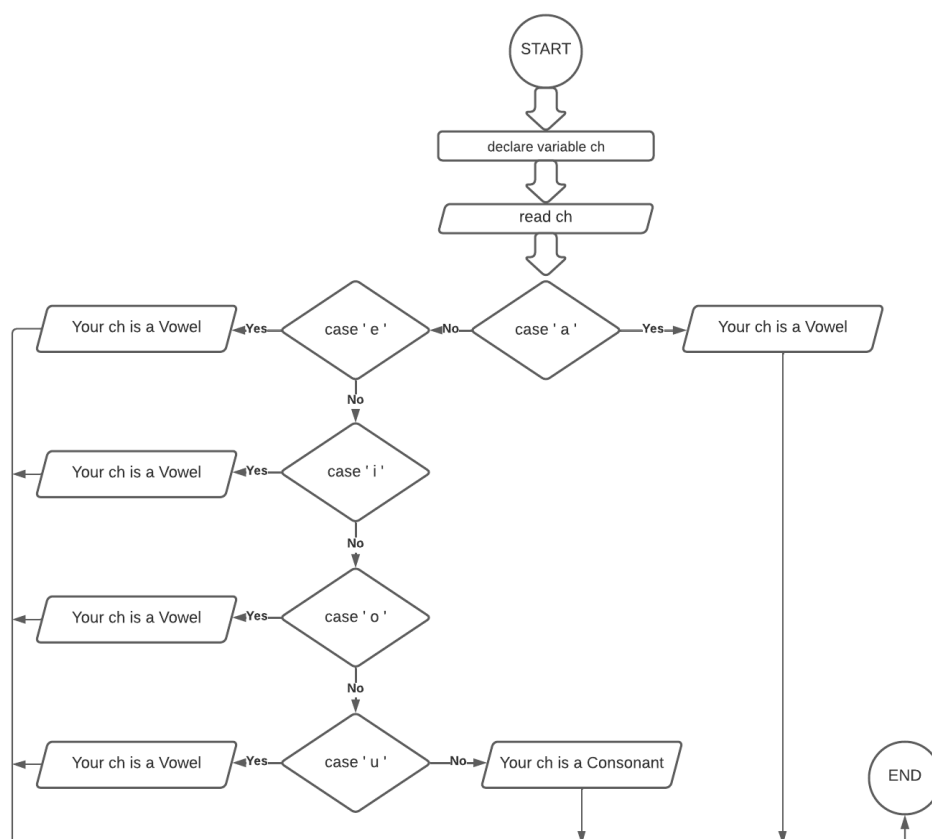 START
declare variable ch
read ch
Your ch is a Vowel
Yes
case ' e '
No
case ' a '
Yes
Your ch is a Vowel
No
Your ch is a Vowel
Yes
case ' i '
No
Your ch is a Vowel
Yes
case ' o '
No
Your ch is a Vowel
Yes
case ' u '
No
Your ch is a Consonant
END